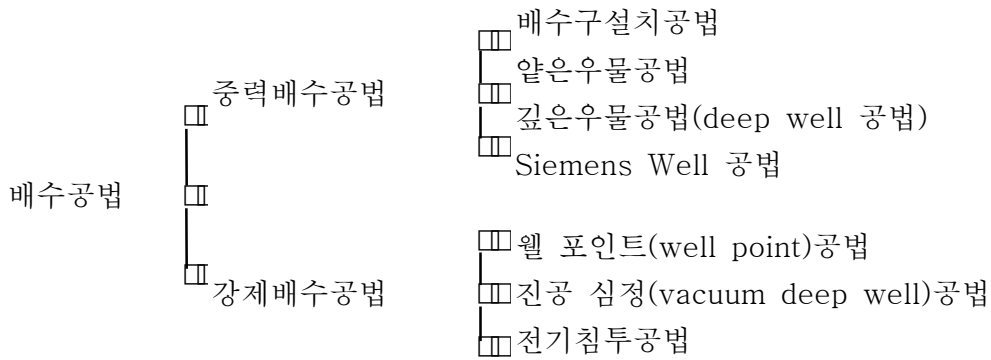 배수공법
중력배수공법
배수구설치공법
얕은우물공법
깊은우물공법(deep well 공법)
Siemens Well 공법
강제배수공법
웰 포인트(well point)공법
진공 심정(vacuum deep well)공법
전기침투공법